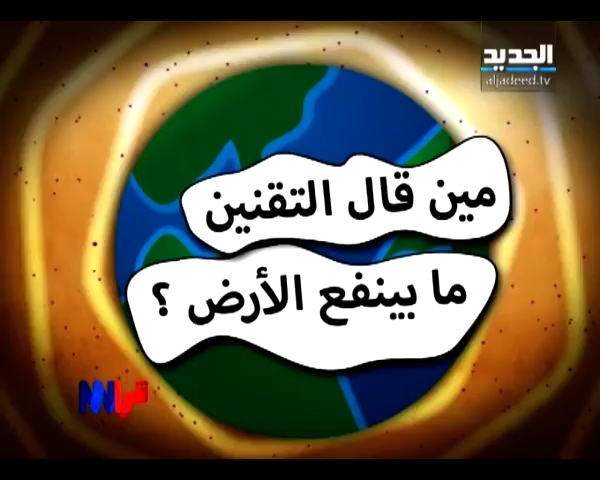 الجديد
aljadeed.tv
مين قال التقنين
ما بينفع الأرض ؟